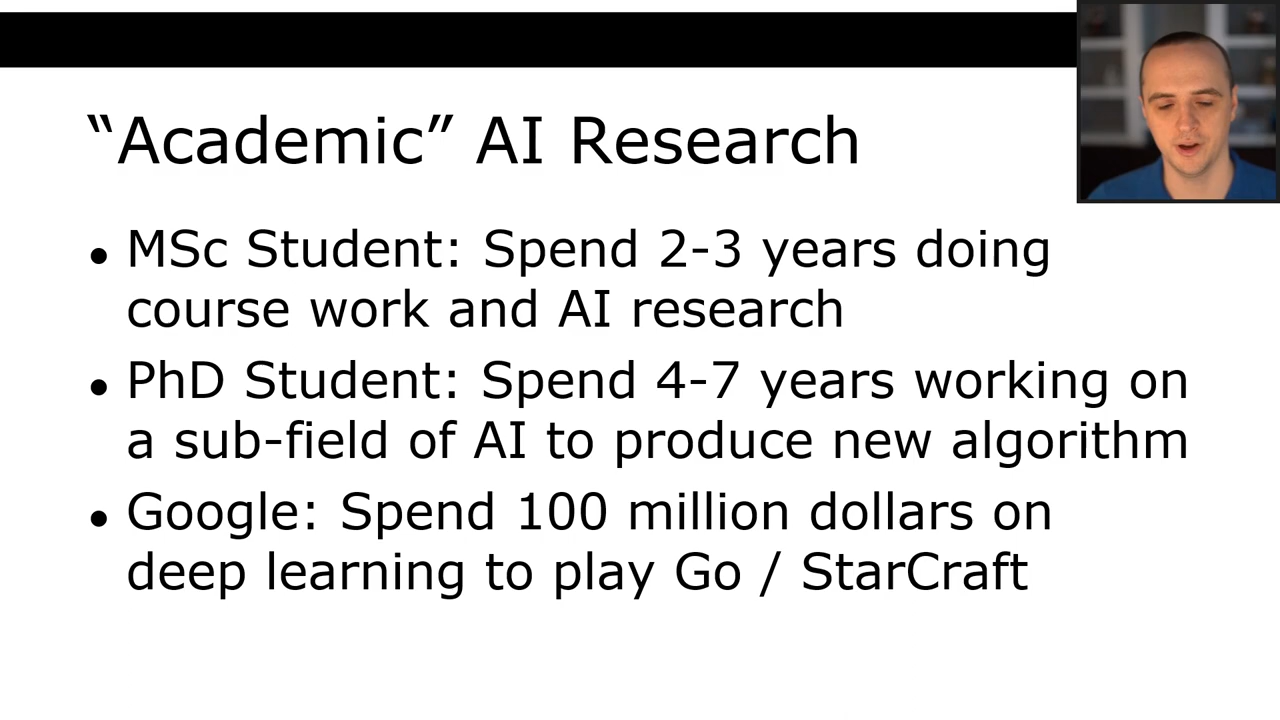 “Academic” AI Research
• MSc Student: Spend 2-3 years doing
course work and AI research
• PhD Student: Spend 4-7 years working on
a sub-field of AI to produce new algorithm
• Google: Spend 100 million dollars on
deep learning to play Go / StarCraft